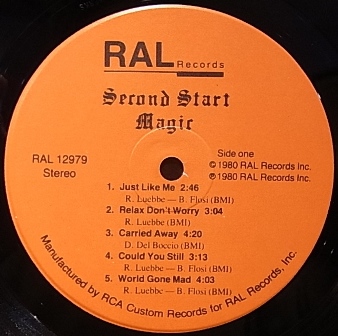 RAL Records
Second Start
Magic
RAL 12979
Stereo
Side one
© 1980 RAL Records Inc.
℗ 1980 RAL Records Inc.
1. Just Like Me 2:46
R. Luebbe — B. Flosi (BMI)
2. Relax Don't Worry 3:04
R. Luebbe (BMI)
3. Carried Away 4:20
D. Del Boccio (BMI)
4. Could You Still 3:13
R. Luebbe — B. Flosi (BMI)
5. World Gone Mad 4:03
R. Luebbe — B. Flosi (BMI)
Manufactured by RCA Custom Records for RAL Records, Inc.